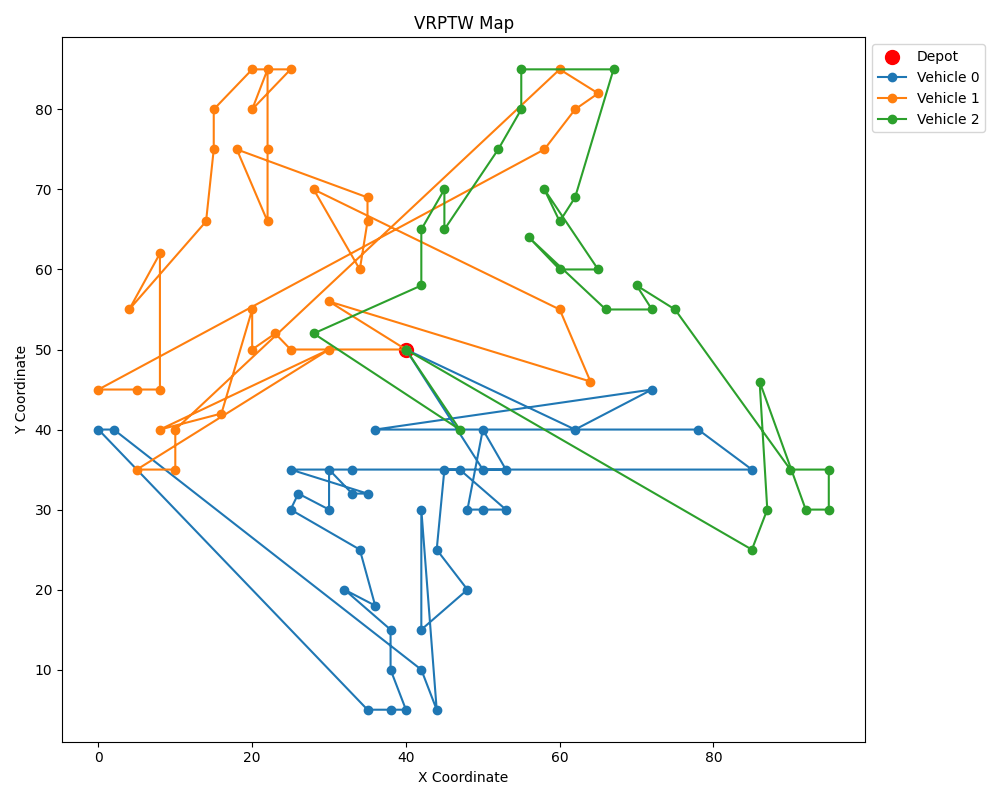 VRPTW Map
Depot
Vehicle 0
Vehicle 1
Vehicle 2
Y Coordinate
80
70
60
50
40
30
20
10
0 20 40 60 80
X Coordinate